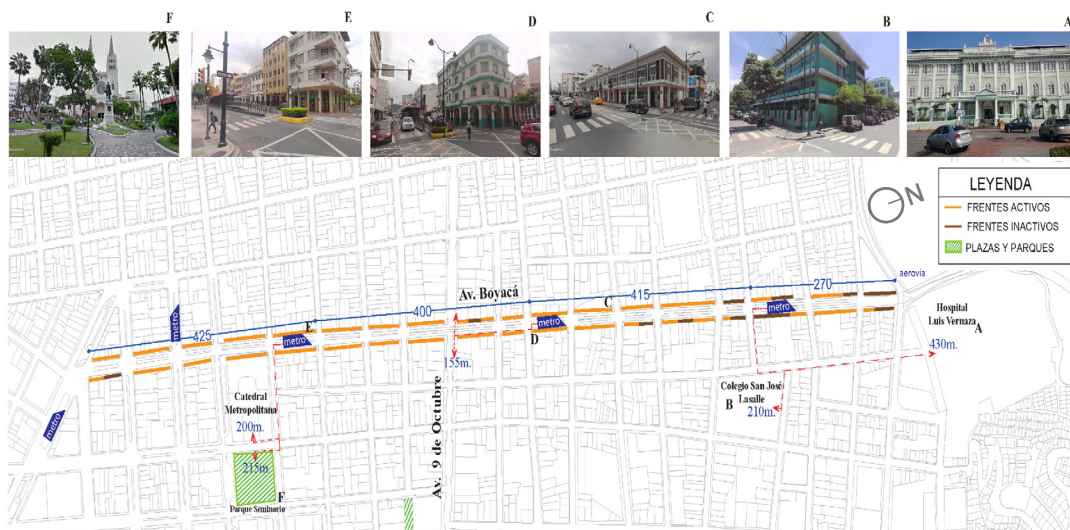 F E D C B A
N
LEYENDA
FRENTES ACTIVOS
FRENTES INACTIVOS
PLAZAS Y PARQUES
aerovía
270
415
Av. Boyacá
400
425
C
metro
metro
metro
metro
metro
E
D
Hospital
Luis Vernaza
A
430m.
155m.
Colegio San José
Lasalle
B
210m.
Catedral
Metropolitana
200m.
215m
F
Parque Seminario
Av. 9 de Octubre